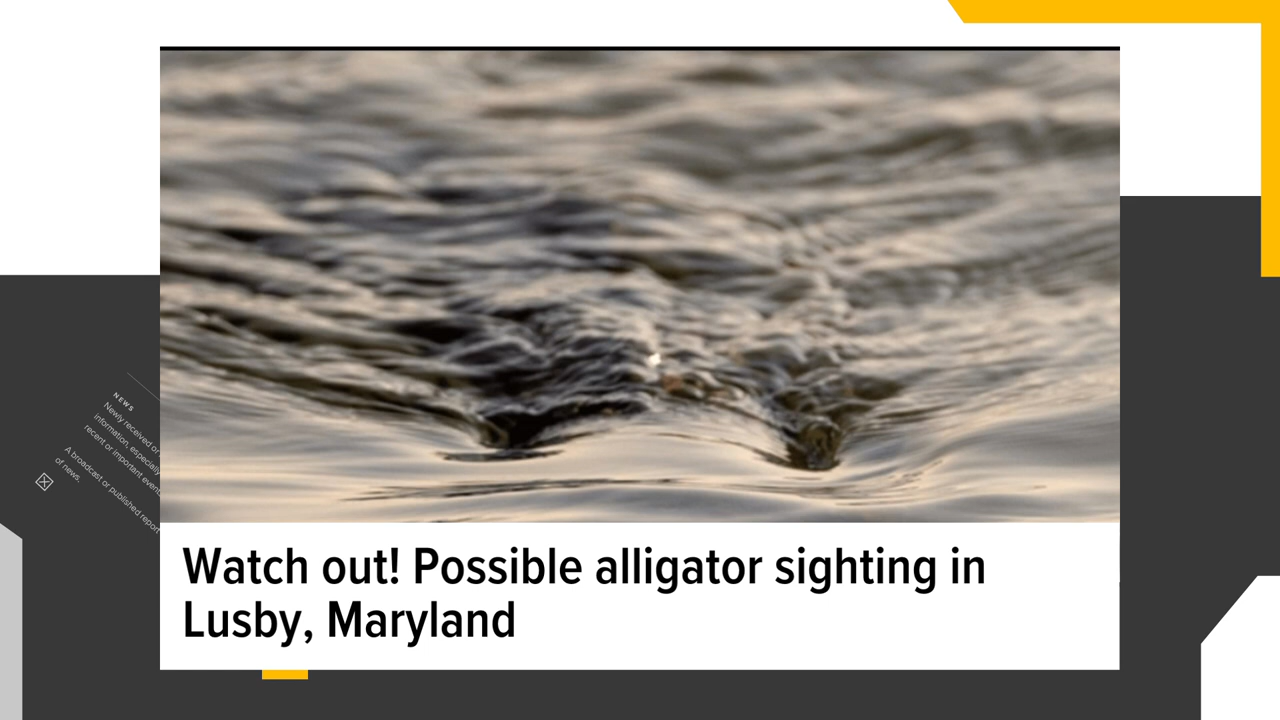 NEWS
Newly received or
information, especially
recent or important event
A broadcast or published report
of news.
Watch out! Possible alligator sighting in
Lusby, Maryland